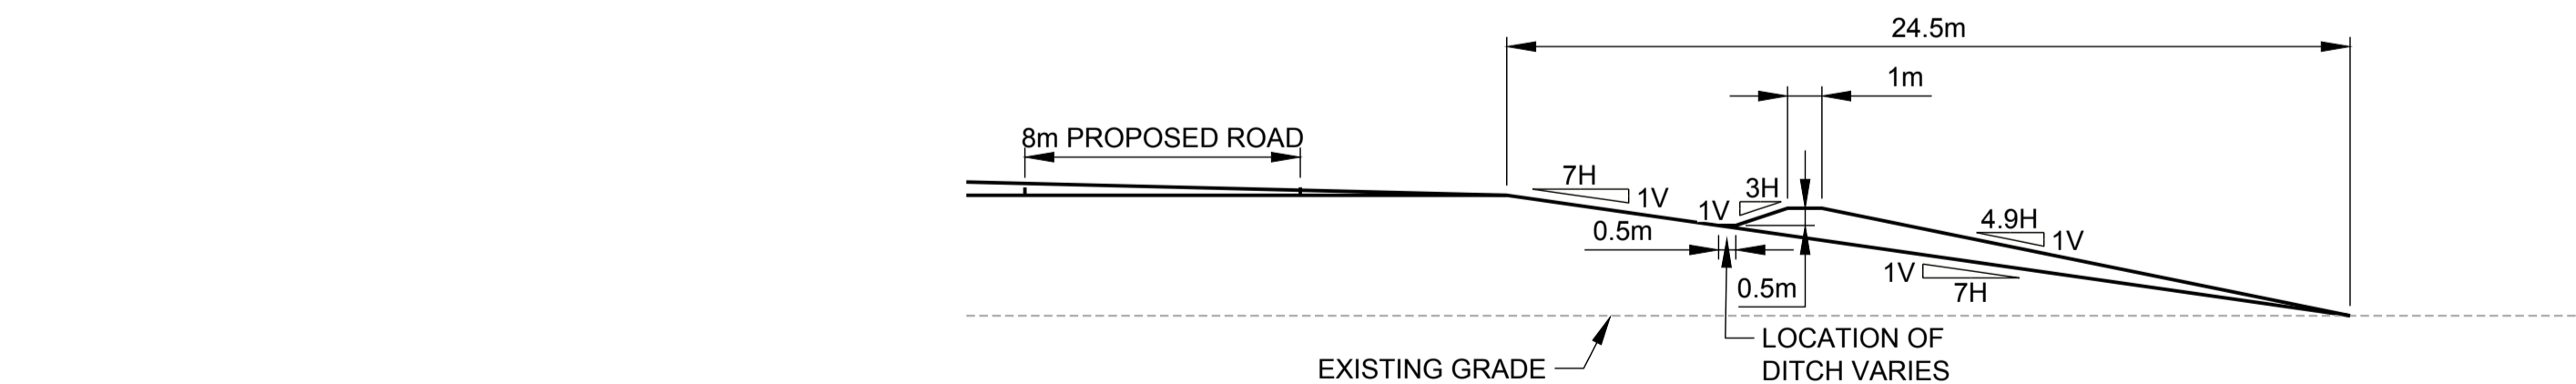 24.5m
1m
8m PROPOSED ROAD
7H
1V
3H
1V
0.5m
4.9H
1V
1V
7H
0.5m
LOCATION OF
DITCH VARIES
EXISTING GRADE